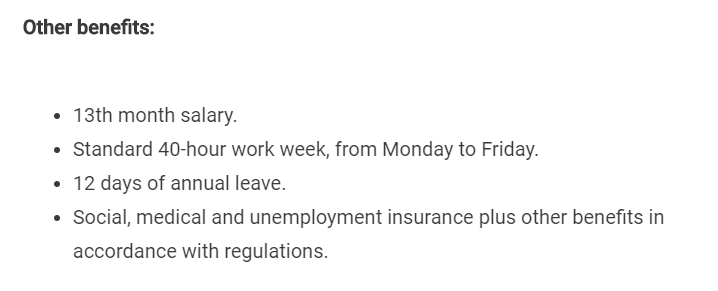 Other benefits:
• 13th month salary.
• Standard 40-hour work week, from Monday to Friday.
• 12 days of annual leave.
• Social, medical and unemployment insurance plus other benefits in
accordance with regulations.